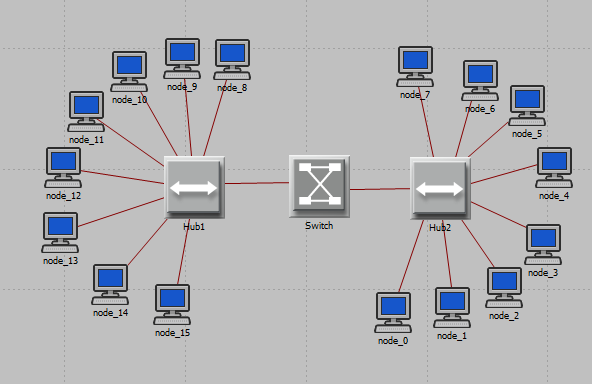 node_9
node_8
node_10
node_7
node_6
node_11
node_5
node_12
node_4
Hub1
Switch
Hub2
node_13
node_3
node_14
node_2
node_15
node_0
node_1